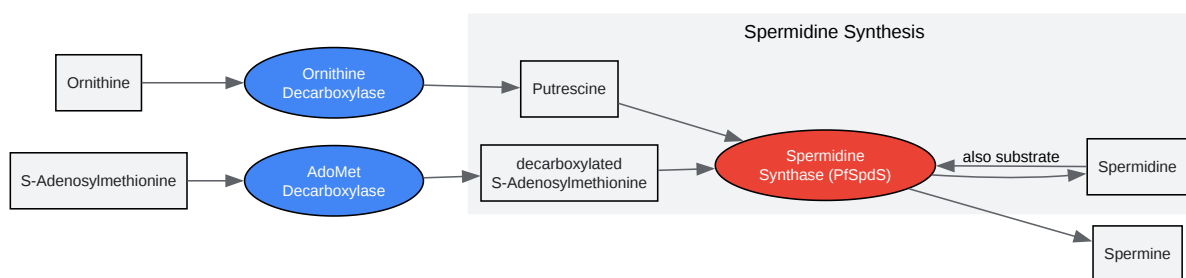 Spermidine Synthesis
Ornithine
Ornithine
Decarboxylase
Putrescine
S-Adenosylmethionine
AdoMet
Decarboxylase
decarboxylated
S-Adenosylmethionine
Spermidine
Synthase (PfSpdS)
also substrate
Spermidine
Spermine